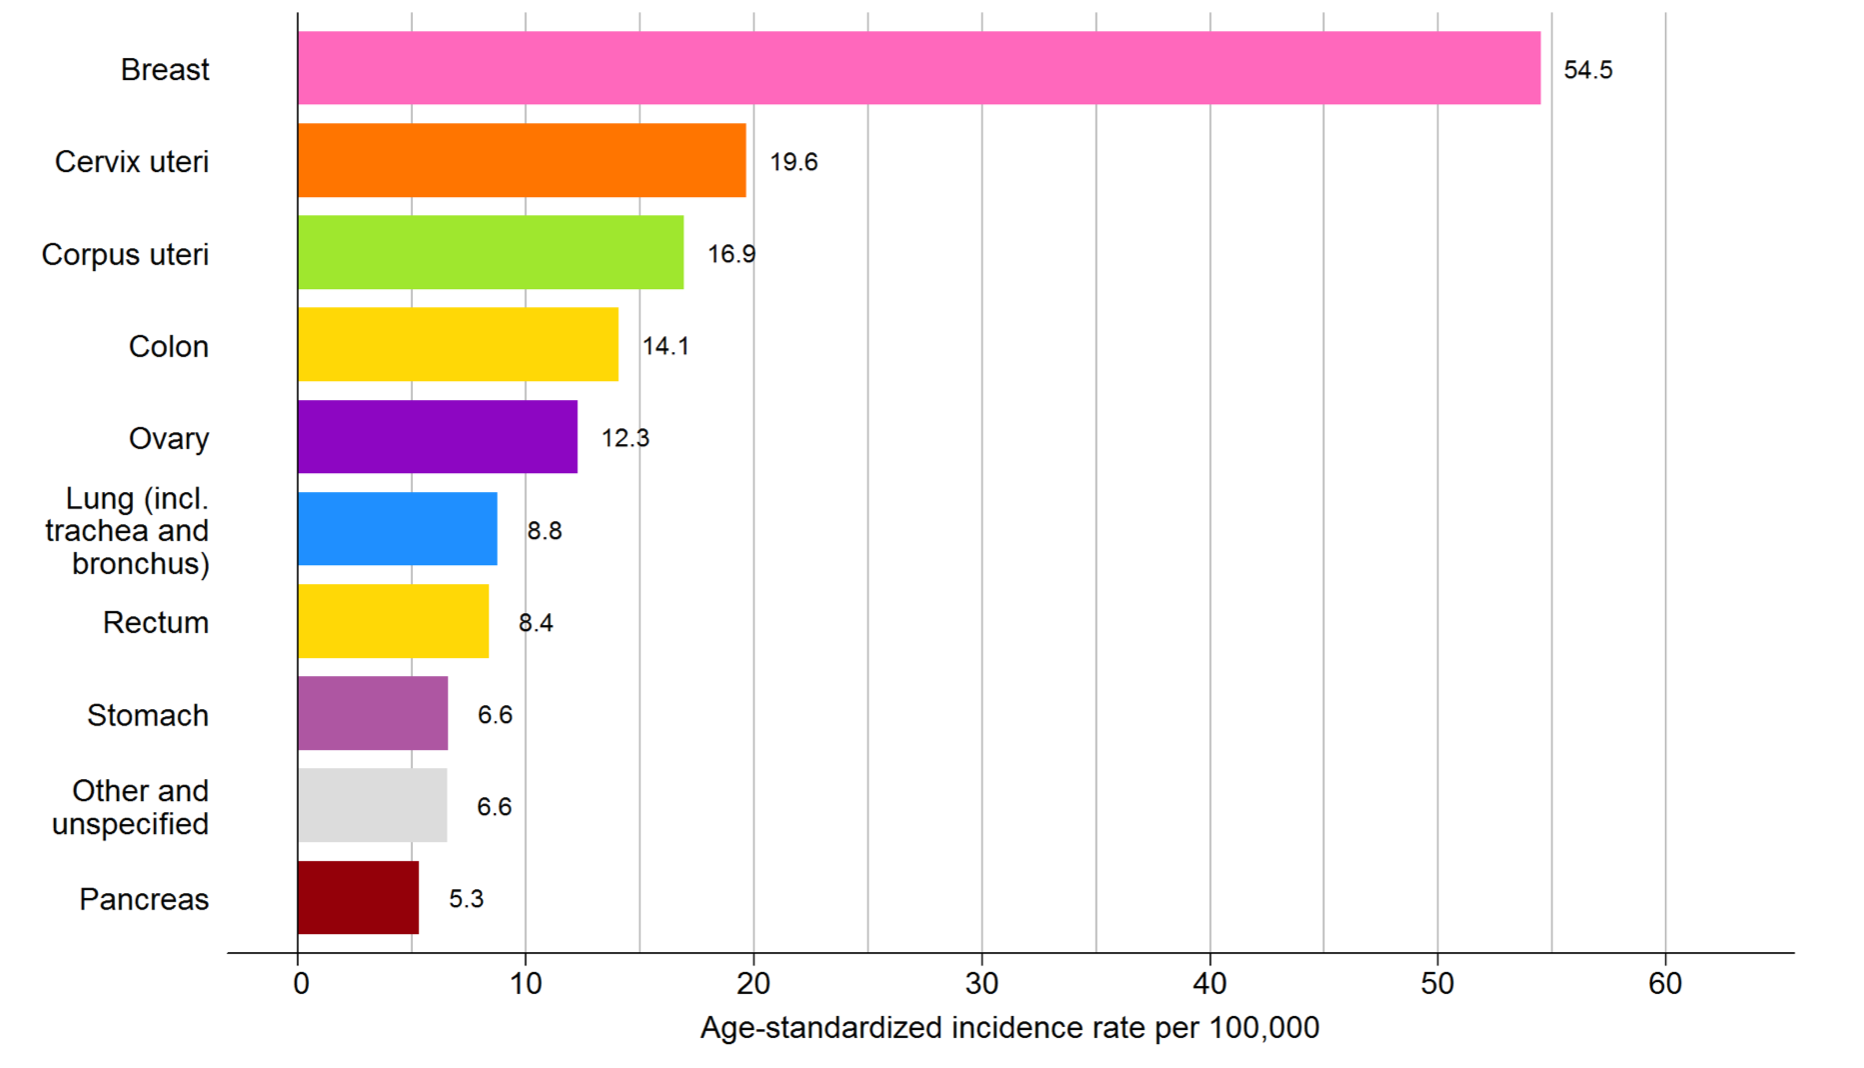 Breast
54.5
Cervix uteri
19.6
Corpus uteri
16.9
Colon
14.1
Ovary
12.3
Lung (incl.
trachea and
bronchus)
8.8
Rectum
8.4
Stomach
6.6
Other and
unspecified
6.6
Pancreas
5.3
0 10 20 30 40 50 60
Age-standardized incidence rate per 100,000